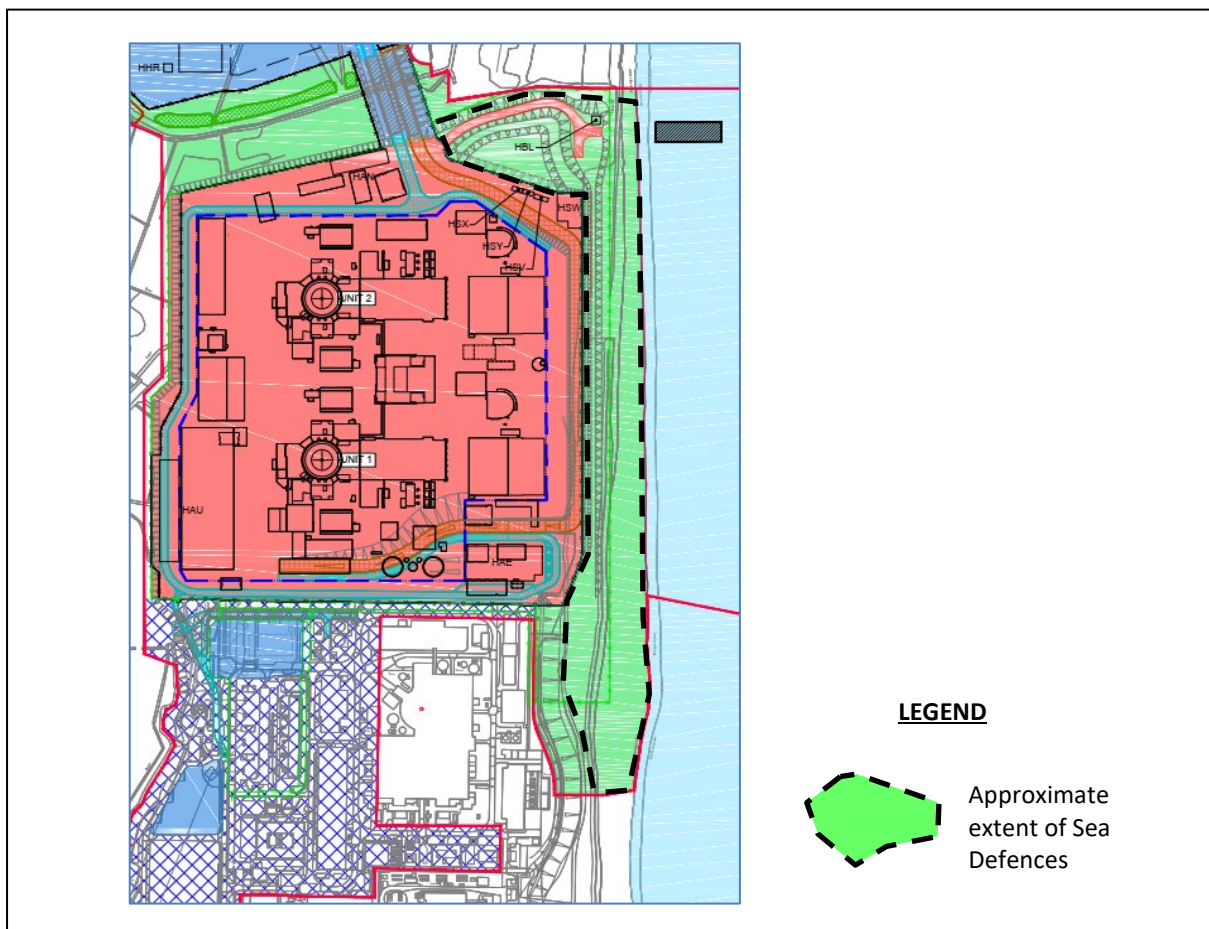 HHR
HBL
HAN
HSX
HSW
HSY
HSV
UNIT 2
UNIT 1
HAU
HAE
LEGEND
Approximate
extent of Sea
Defences